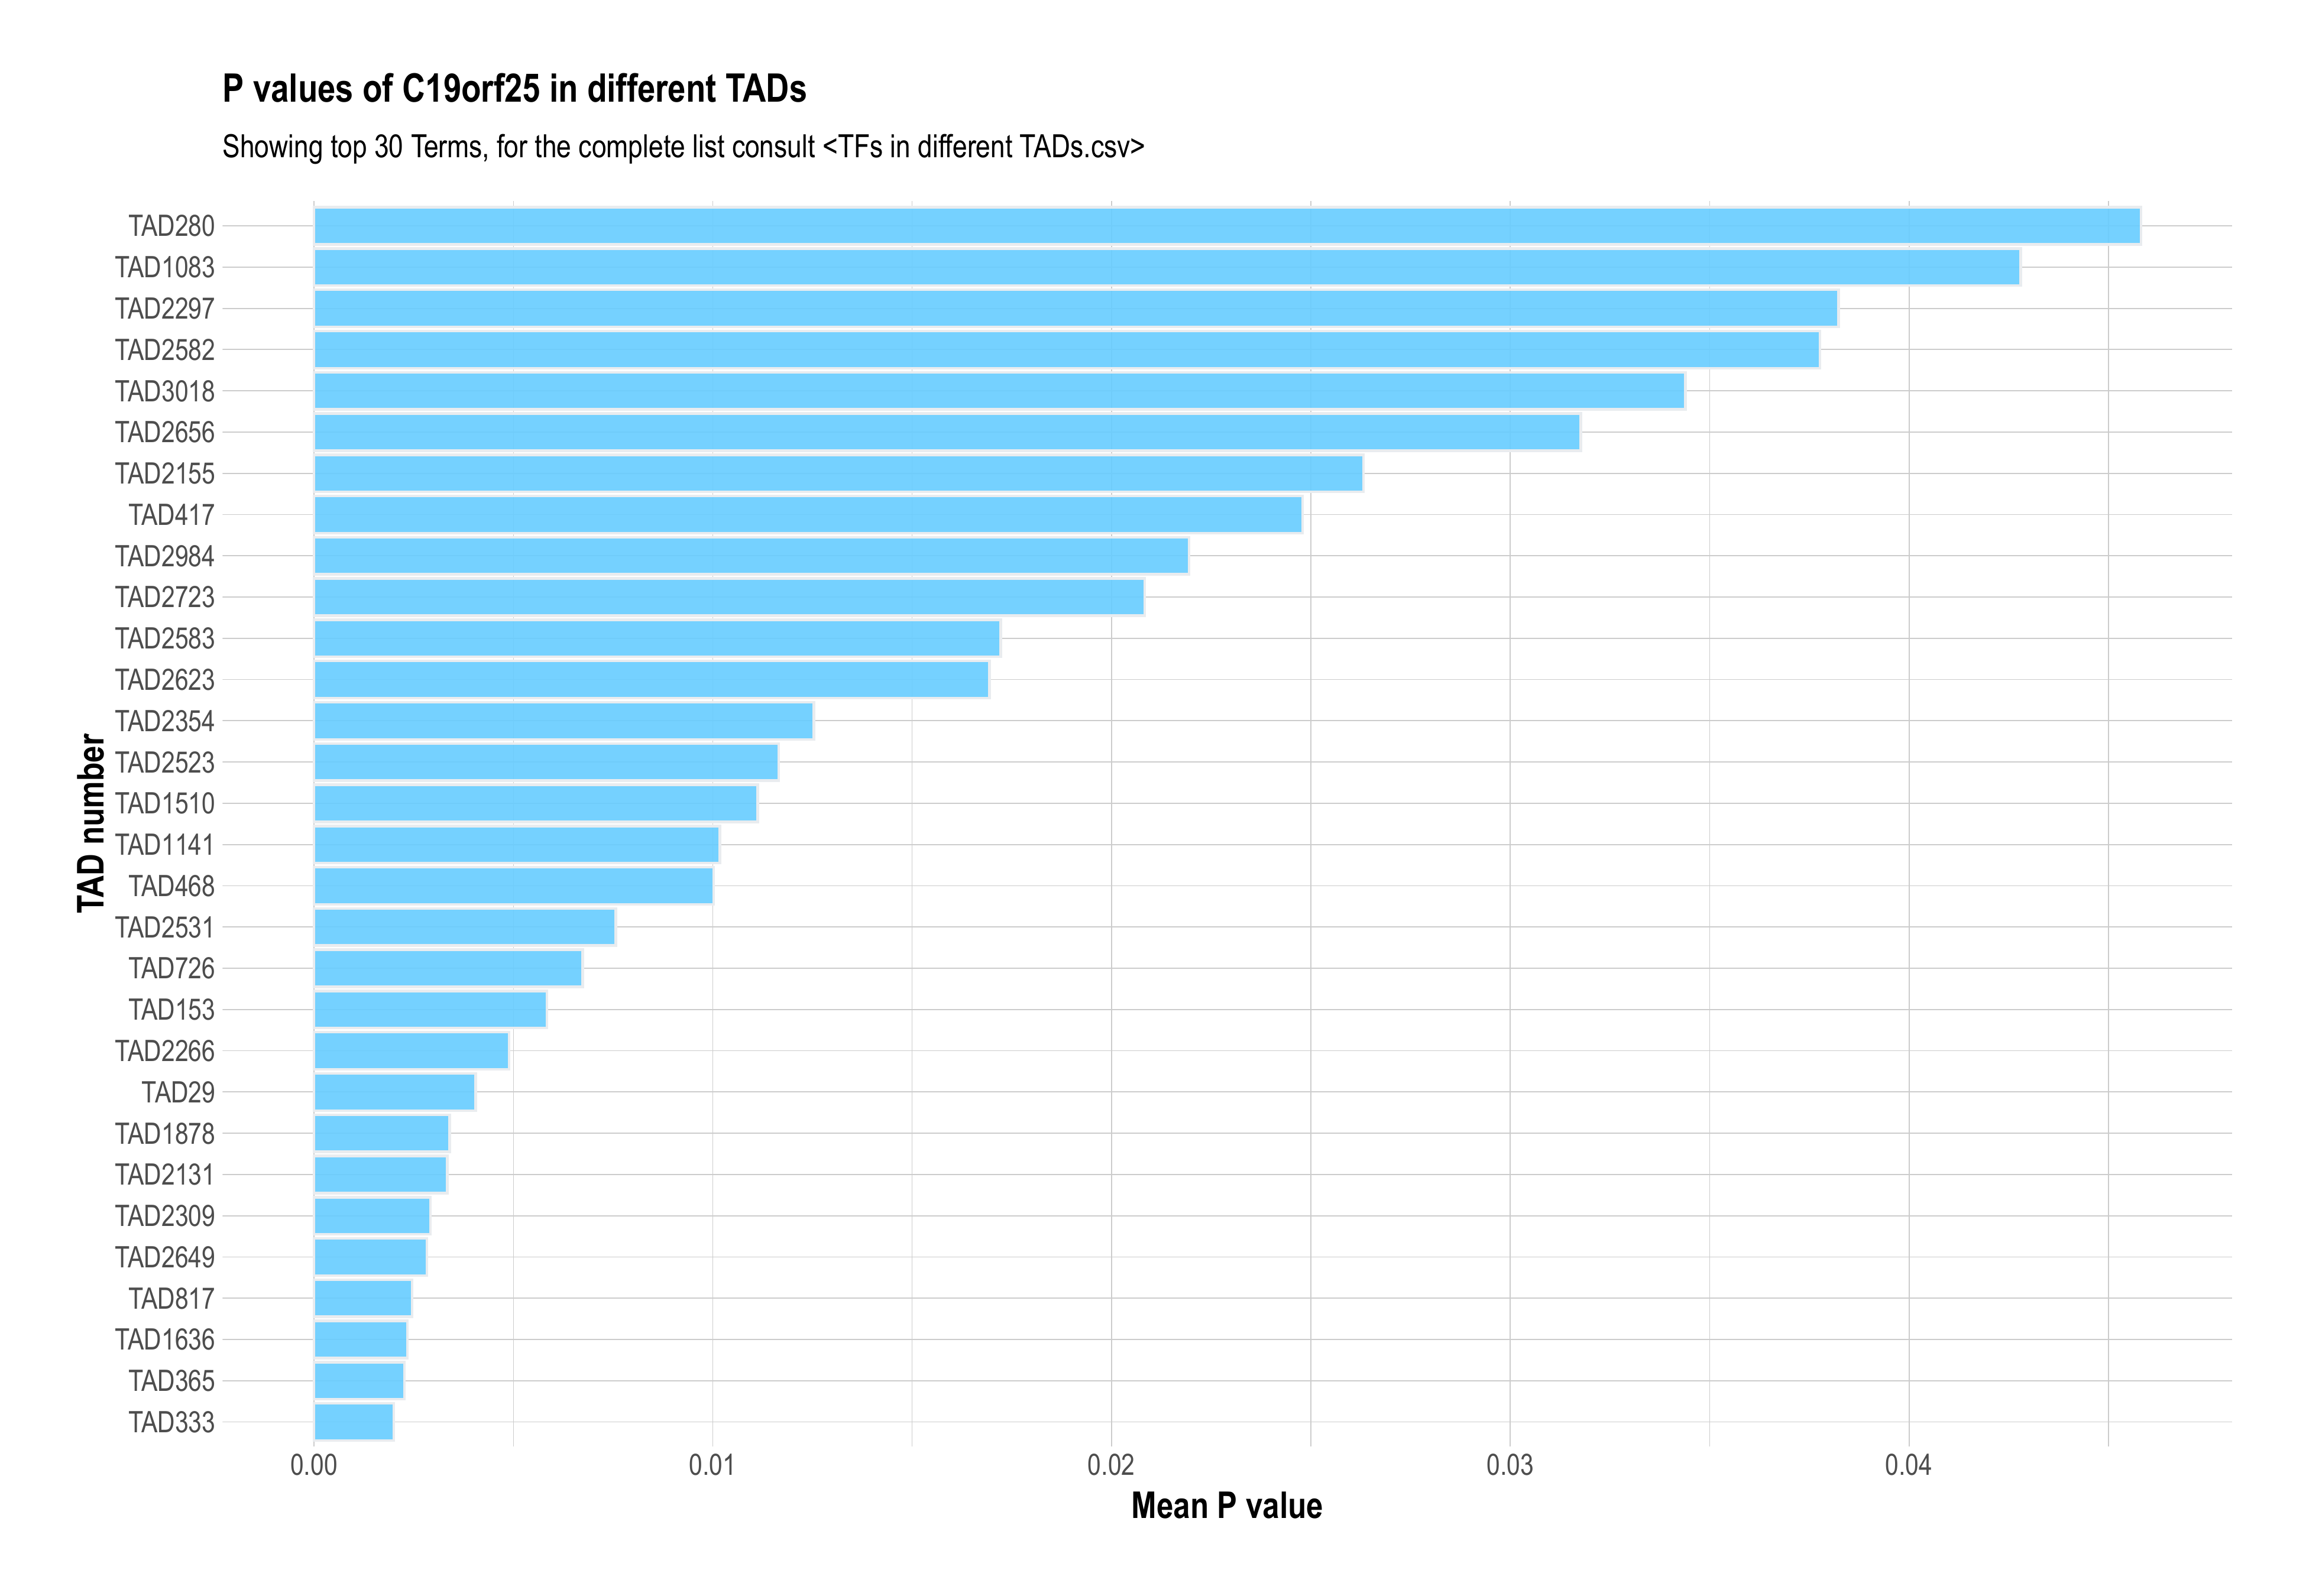 P values of C19orf25 in different TADs
Showing top 30 Terms, for the complete list consult <TFs in different TADs.csv>
TAD number
TAD280
TAD1083
TAD2297
TAD2582
TAD3018
TAD2656
TAD2155
TAD417
TAD2984
TAD2723
TAD2583
TAD2623
TAD2354
TAD2523
TAD1510
TAD1141
TAD468
TAD2531
TAD726
TAD153
TAD2266
TAD29
TAD1878
TAD2131
TAD2309
TAD2649
TAD817
TAD1636
TAD365
TAD333
0.00 0.01 0.02 0.03 0.04
Mean P value